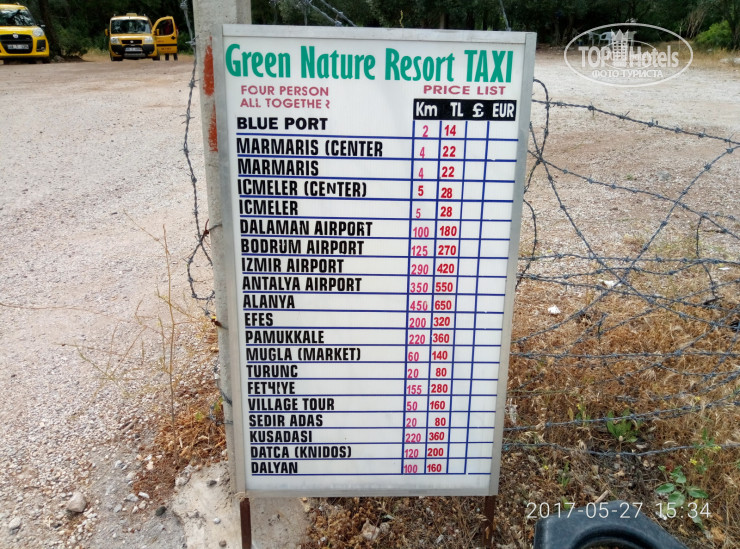 TopHotels
ФОТО ТУРИСТА
Green Nature Resort TAXI
FOUR PERSON
ALL TOGETHE?
PRICE LIST
Km TL £ EUR
BLUE PORT 2 14
MARMARIS (CENTER 4 22
MARMARIS 4 22
ICMELER (CENTER) 5 28
ICMELER 5 28
DALAMAN AIRPORT 100 180
BODRUM AIRPORT 125 270
IZMIR AIRPORT 290 420
ANTALYA AIRPORT 350 550
ALANYA 450 650
EFES 200 320
PAMUKKALE 220 360
MUGLA (MARKET) 60 140
TURUNC 20 80
FETHIYE 155 280
VILLAGE TOUR 50 160
SEDIR ADAS 20 80
KUSADASI 220 360
DATCA (KNIDOS) 120 200
DALYAN 100 160
2017-05-27 15:34